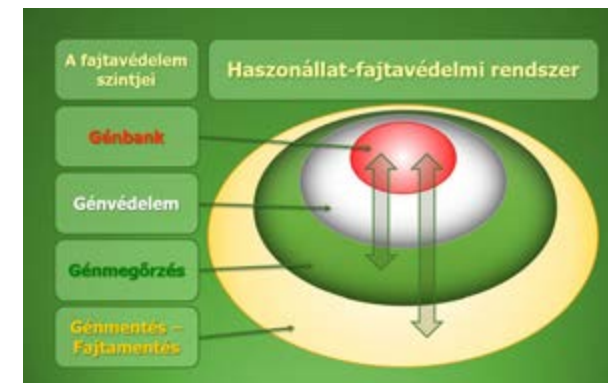 A fajtavédelem
szintjei
Haszonállat-fajtavédelmi rendszer
Génbank
Génvédelem
Génmegőrzés
Génmentés –
Fajtamentés